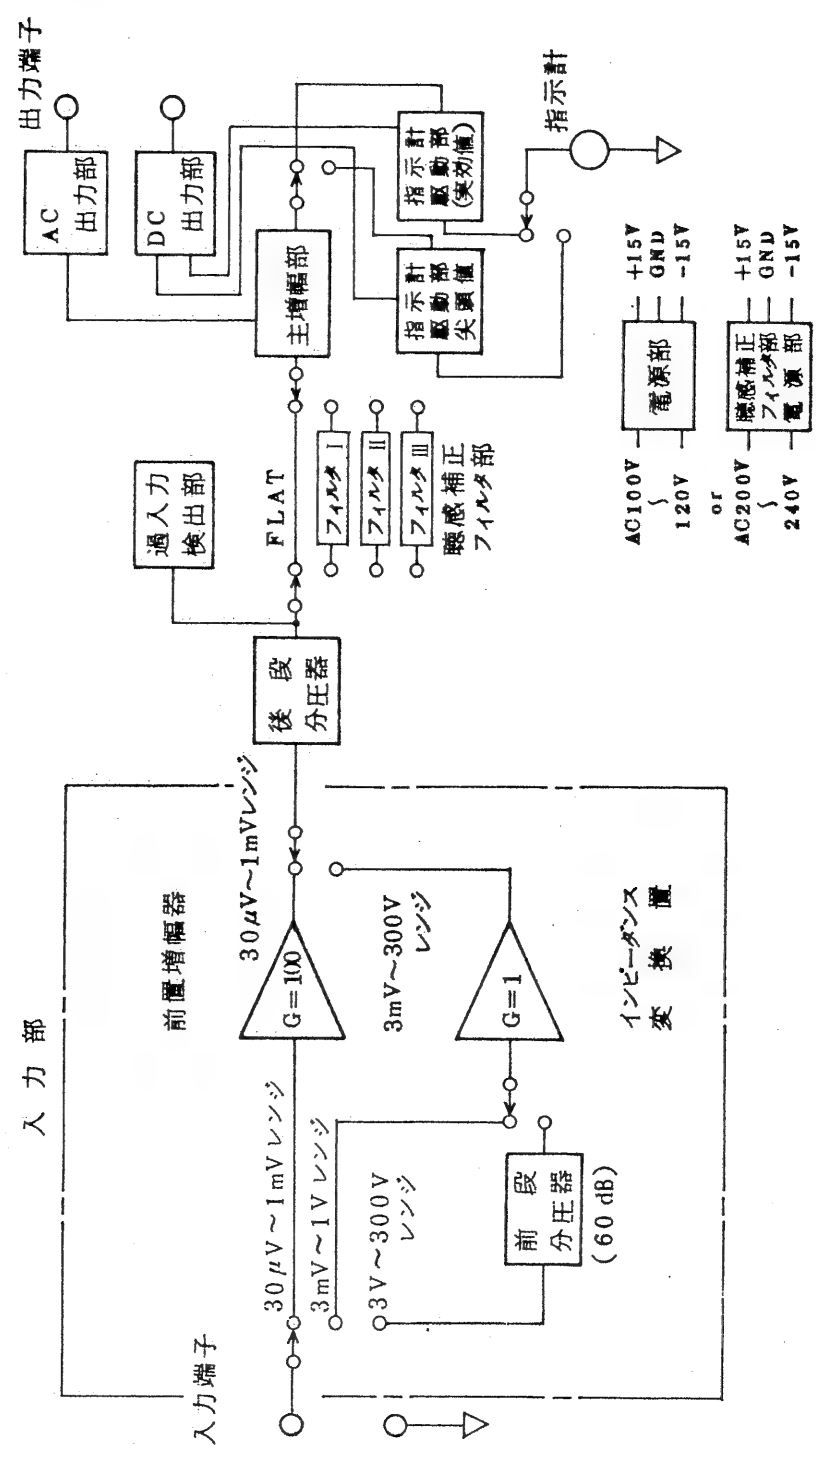 入力部
入力端子
30μV～1mVレンジ
3mV～1Vレンジ
3V～300V
レンジ
前段
分圧器
(60 dB)
前置増幅器
G=100
30μV～1mVレンジ
3mV～300V
レンジ
G=1
インピーダンス
変換置
後段
分圧器
過入力
検出部
FLAT
フィルタ I
フィルタ II
フィルタ III
聴感補正
フィルタ部
主増幅部
AC
出力部
DC
出力部
出力端子
指示計
駆動部
(実効値)
指示計
駆動部
尖頭値
指示計
AC100V
～
120V
電源部
+15V
GND
-15V
or
AC200V
～
240V
聴感補正
フィルタ部
電源部
+15V
GND
-15V